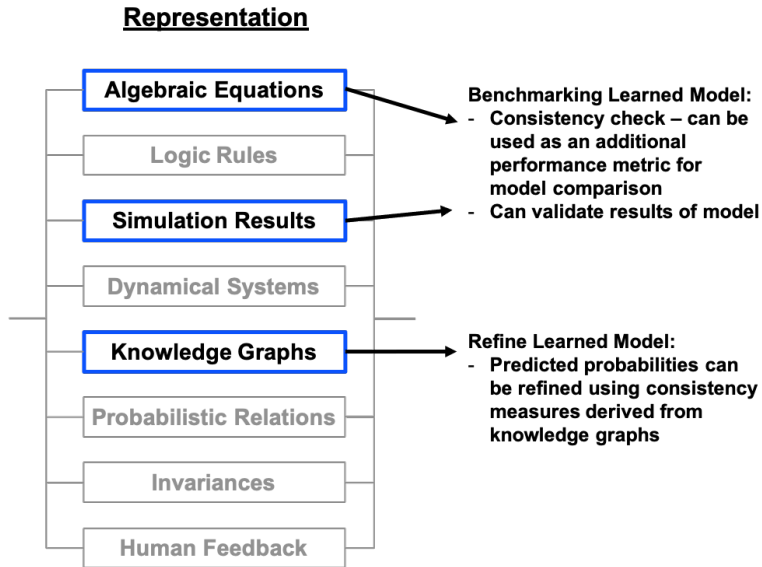 Representation
Algebraic Equations
Logic Rules
Simulation Results
Dynamical Systems
Knowledge Graphs
Probabilistic Relations
Invariances
Human Feedback
Benchmarking Learned Model:
- Consistency check – can be
used as an additional
performance metric for
model comparison
- Can validate results of model
Refine Learned Model:
- Predicted probabilities can
be refined using consistency
measures derived from
knowledge graphs